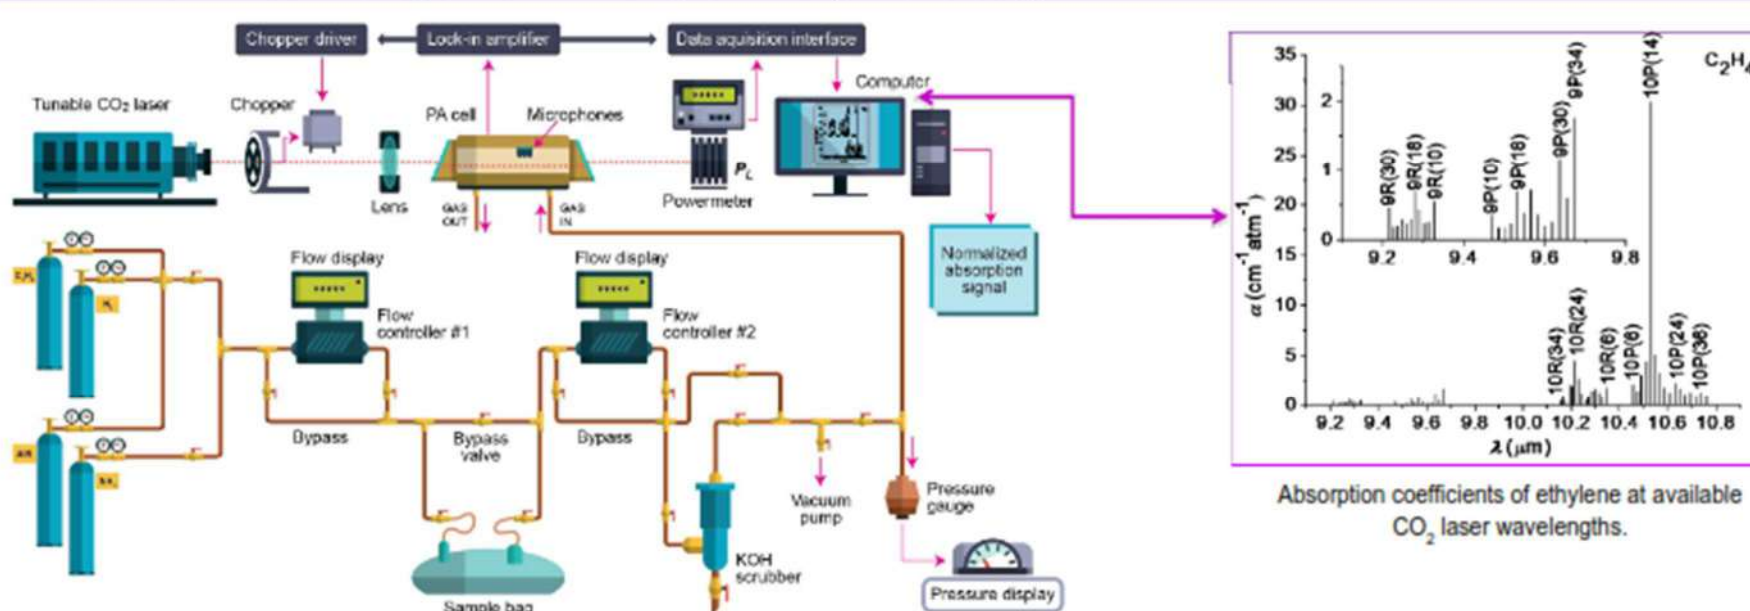 Chopper driver
Lock-in amplifier
Data aquisition interface
Tunable CO₂ laser
Chopper
PA cell
Microphones
Computer
Lens
GAS
OUT
GAS
IN
P_L
Powermeter
Normalized
absorption
signal
Flow display
Flow
controller #1
Flow display
Flow
controller #2
Bypass
Bypass
valve
Bypass
Vacuum
pump
Pressure
gauge
KOH
scrubber
Sample bag
Pressure display
C₂H₄
α (cm⁻¹atm⁻¹)
35
30
25
20
15
10
5
0
2
1
0
9R(30)
9R(18)
9R(10)
9P(10)
9P(18)
9P(30)
9P(34)
10P(14)
9.2 9.4 9.6 9.8
10R(34)
10R(24)
10R(6)
10P(6)
10P(24)
10P(36)
9.2 9.4 9.6 9.8 10.0 10.2 10.4 10.6 10.8
λ (μm)
Absorption coefficients of ethylene at available
CO₂ laser wavelengths.